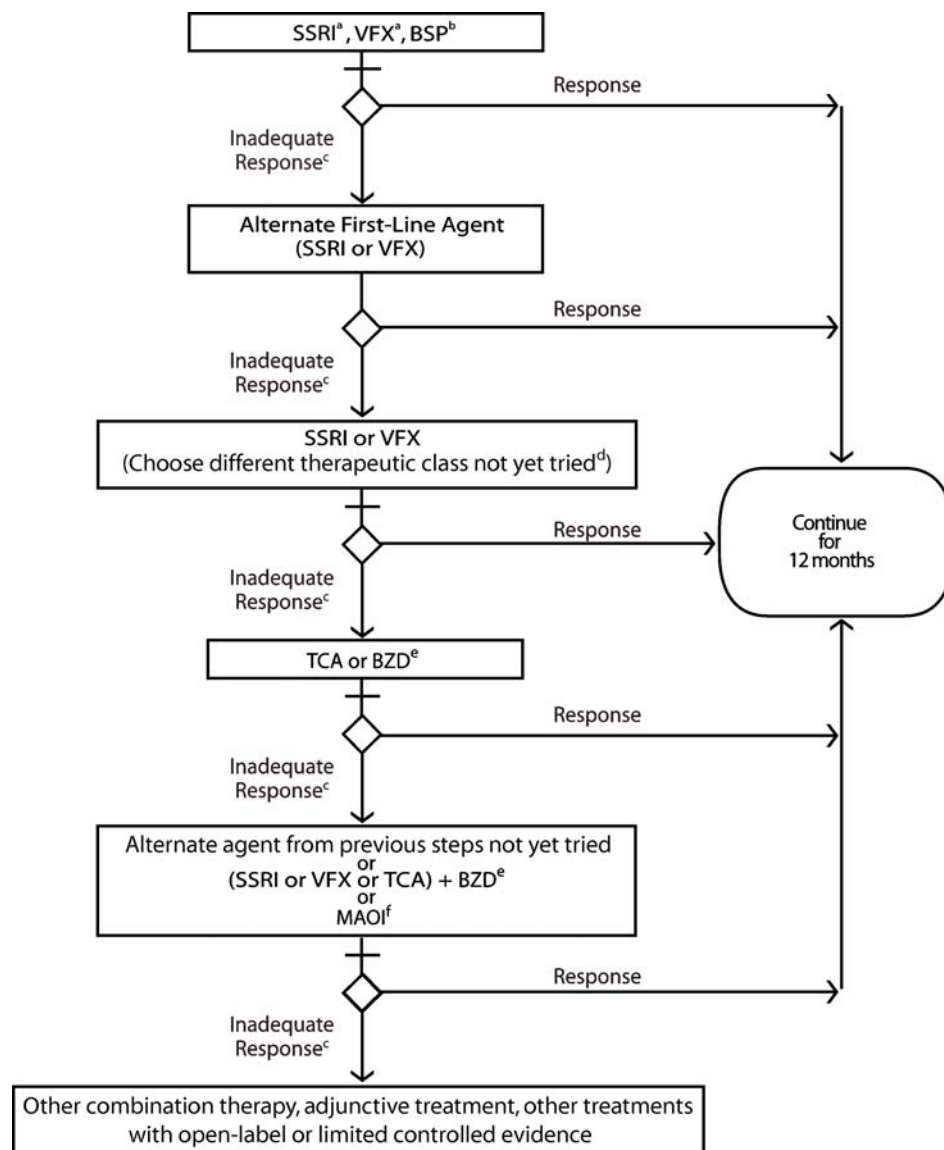 SSRIᵃ, VFXᵃ, BSPᵇ
Response
Inadequate
Responseᶜ
Alternate First-Line Agent
(SSRI or VFX)
Response
Inadequate
Responseᶜ
SSRI or VFX
(Choose different therapeutic class not yet triedᵈ)
Response
Continue
for
12 months
Inadequate
Responseᶜ
TCA or BZDᵉ
Response
Inadequate
Responseᶜ
Alternate agent from previous steps not yet tried
or
(SSRI or VFX or TCA) + BZDᵉ
or
MAOIᶠ
Response
Inadequate
Responseᶜ
Other combination therapy, adjunctive treatment, other treatments
with open-label or limited controlled evidence